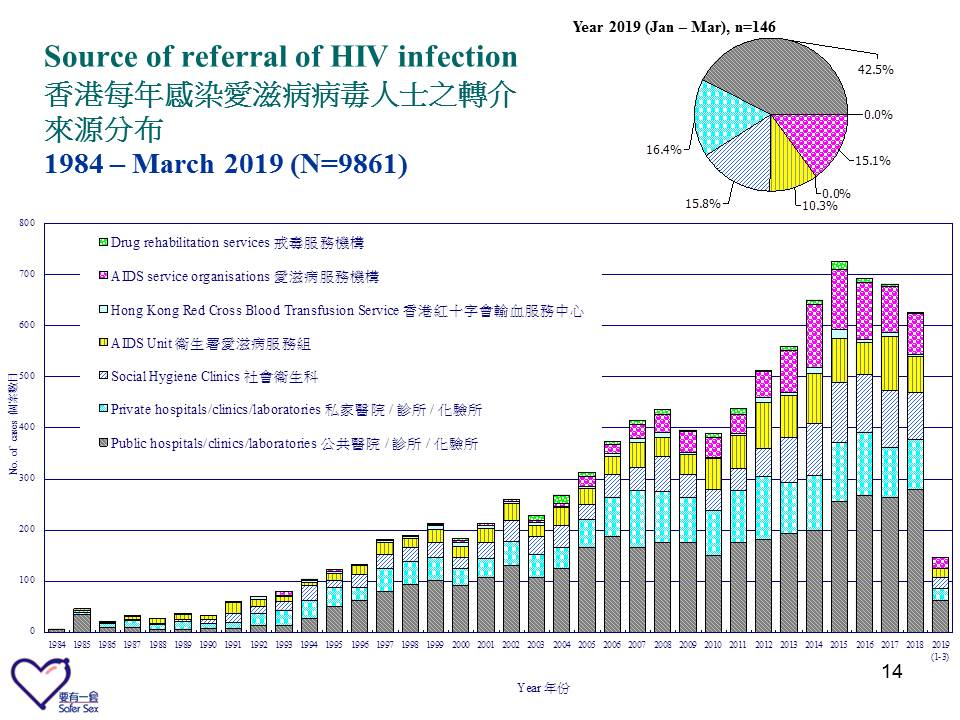 Source of referral of HIV infection
香港每年感染愛滋病病毒人士之轉介
來源分布
1984 – March 2019 (N=9861)
Year 2019 (Jan – Mar), n=146
42.5%
0.0%
15.1%
0.0%
10.3%
15.8%
16.4%
No. of cases 個案數目
800
700
600
500
400
300
200
100
0
Drug rehabilitation services 戒毒服務機構
AIDS service organisations 愛滋病服務機構
Hong Kong Red Cross Blood Transfusion Service 香港紅十字會輸血服務中心
AIDS Unit 衞生署愛滋病服務組
Social Hygiene Clinics 社會衞生科
Private hospitals/clinics/laboratories 私家醫院 / 診所 / 化驗所
Public hospitals/clinics/laboratories 公共醫院 / 診所 / 化驗所
1984 1985 1986 1987 1988 1989 1990 1991 1992 1993 1994 1995 1996 1997 1998 1999 2000 2001 2002 2003 2004 2005 2006 2007 2008 2009 2010 2011 2012 2013 2014 2015 2016 2017 2018 2019
(1-3)
Year 年份
要有一套
Safer Sex
14